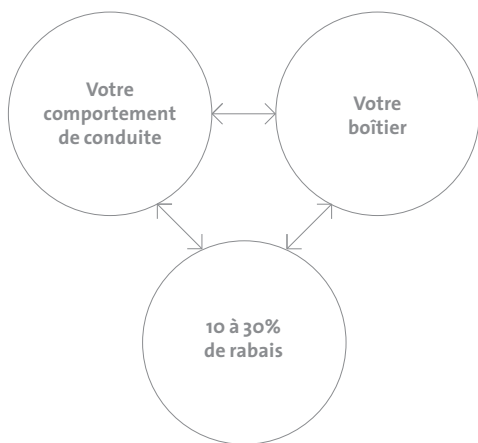 Votre
comportement
de conduite
Votre
boîtier
10 à 30%
de rabais